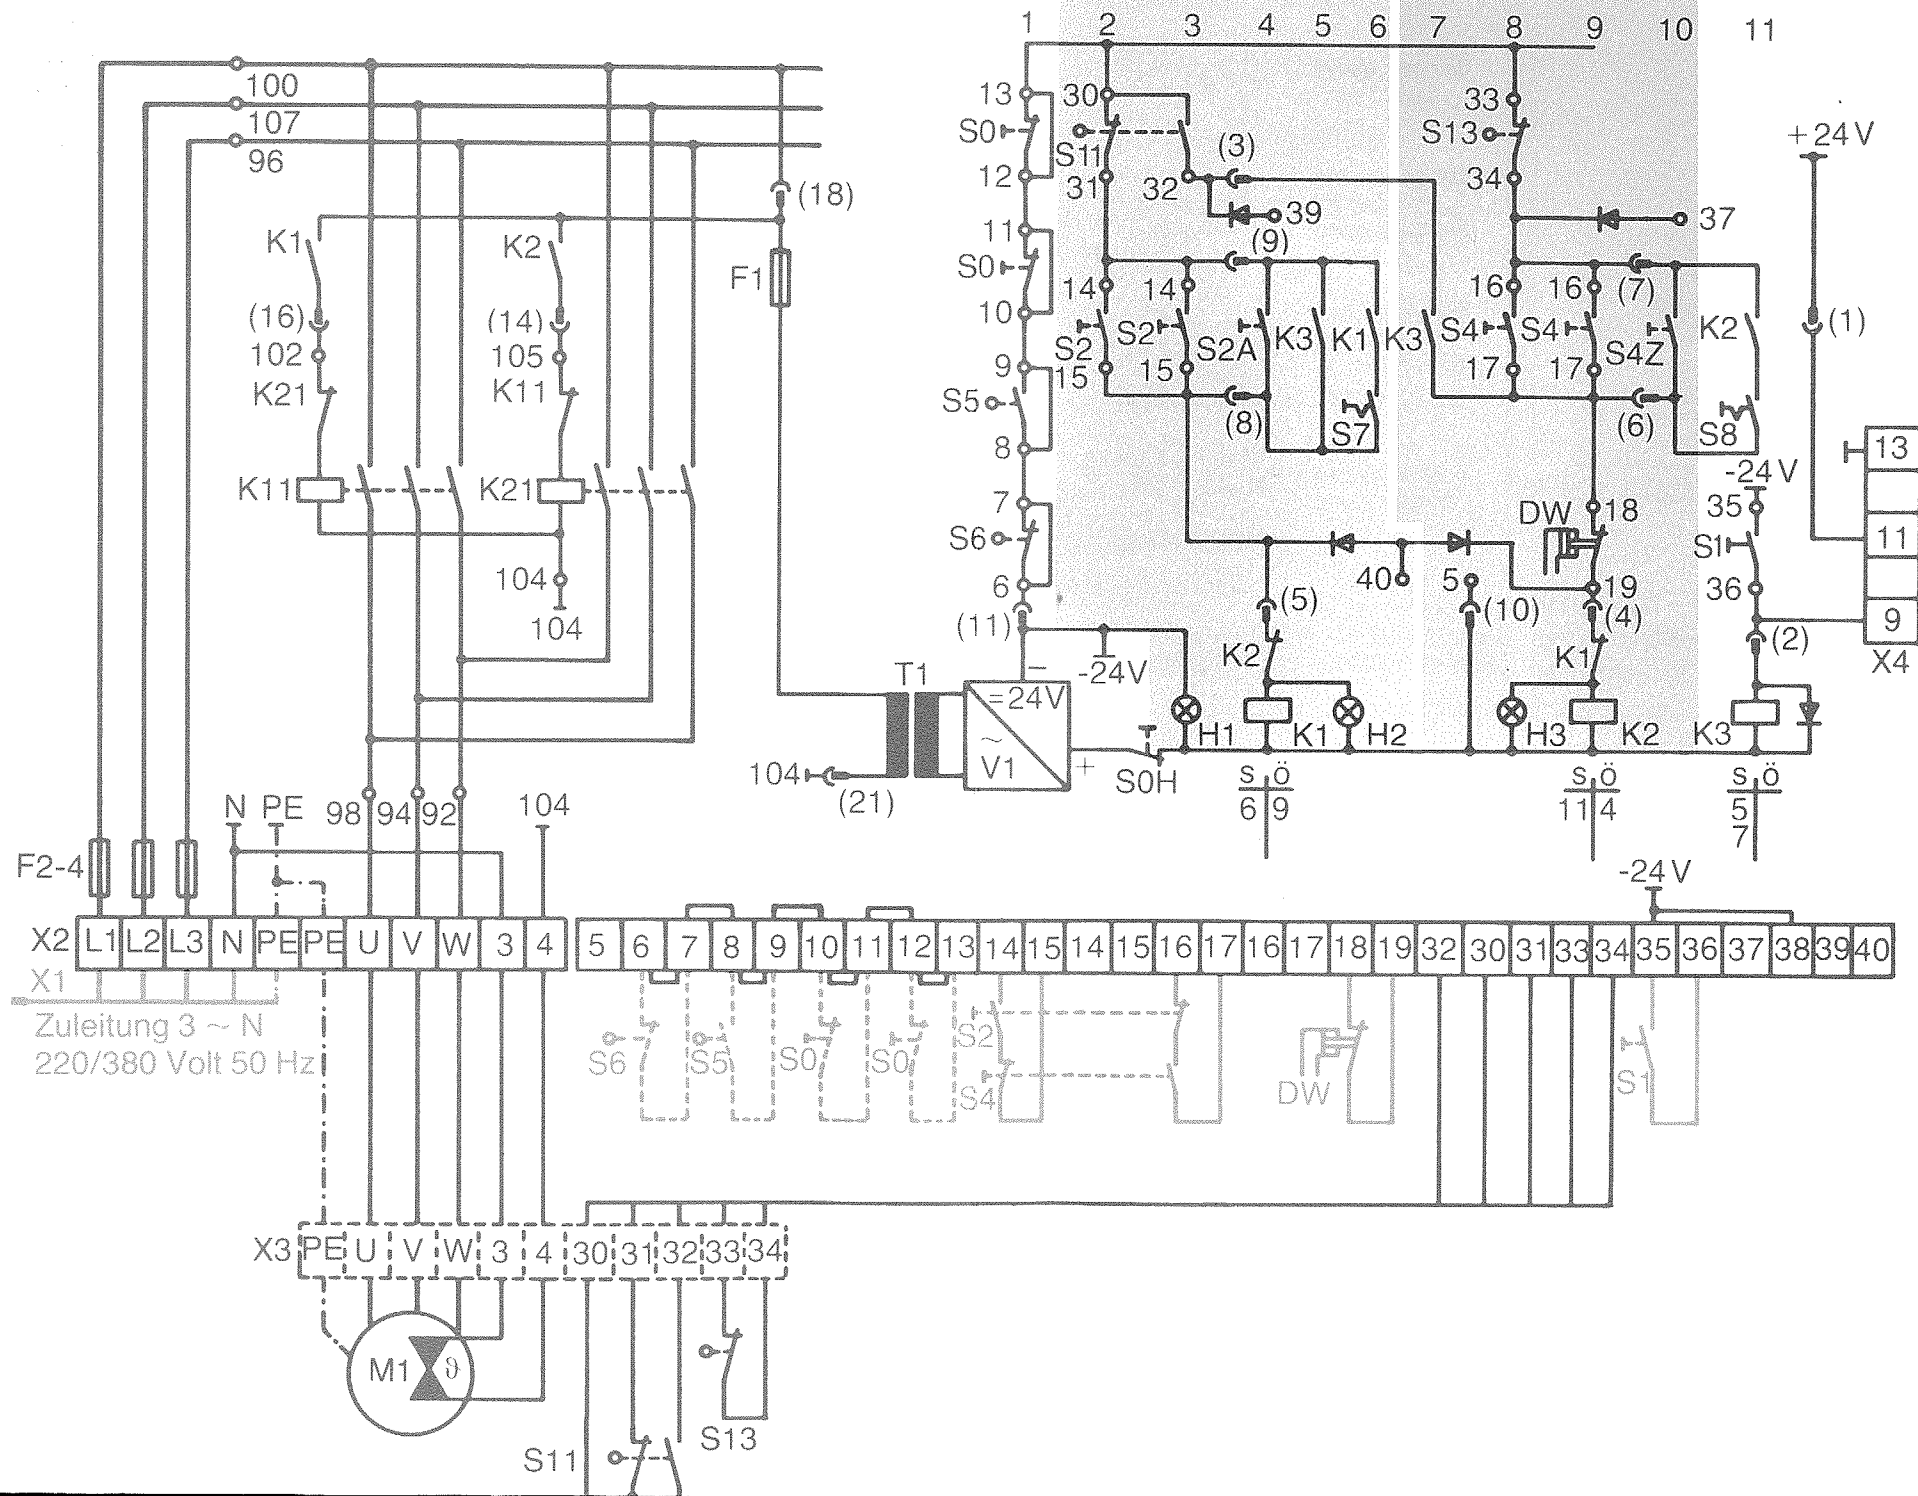 1 2 3 4 5 6 7 8 9 10 11
100
107
96
(18)
K1
K2
F1
(16)
(14)
102
105
K21
K11
K11
K21
104
104
13
S0
12
11
S0
10
9
S5
8
7
S6
6
(11)
30
S11
31
32
(3)
39
(9)
14
14
S2
S2
S2A
K3
K1
K3
15
15
(8)
S7
33
S13
34
37
16
16
(7)
S4
S4
S4Z
K2
17
17
(6)
S8
+24V
(1)
-24V
35
S1
36
(2)
13
11
9
X4
DW
18
19
40
5
(5)
(10)
(4)
K2
K1
-24V
T1
=24V
~
V1
−
+
104
(21)
S0H
H1
K1
H2
H3
K2
K3
s ö
6 9
s ö
11 4
s ö
5
7
N
PE
98
94
92
104
F2-4
-24V
X2 L1 L2 L3 N PE PE U V W 3 4 5 6 7 8 9 10 11 12 13 14 15 14 15 16 17 16 17 18 19 32 30 31 33 34 35 36 37 38 39 40
X1
Zuleitung 3 ~ N
220/380 Volt 50 Hz
S6
S5
S0
S0
S2
S4
DW
S1
X3 PE U V W 3 4 30 31 32 33 34
M1
ϑ
S13
S11